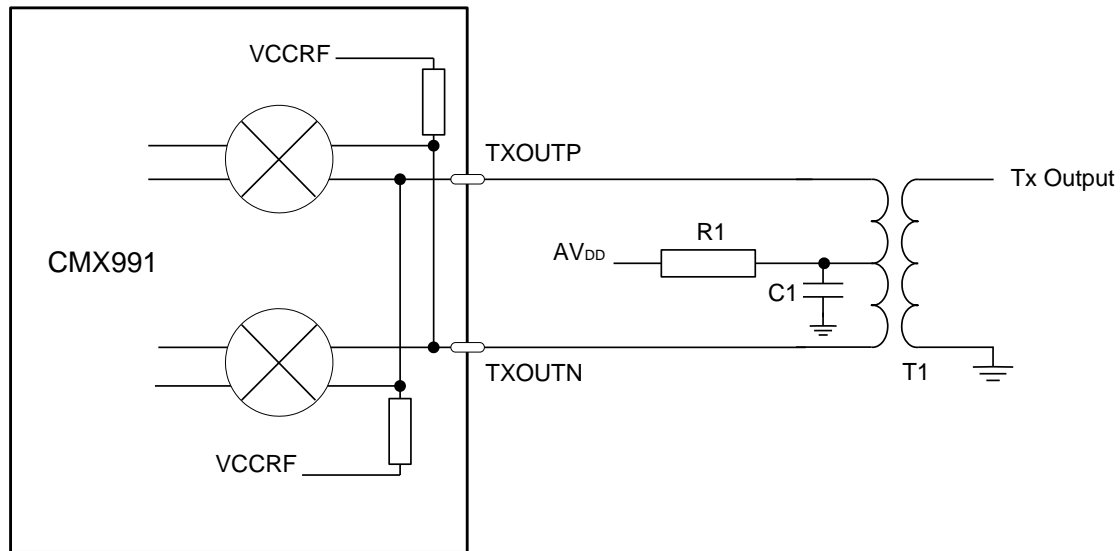 VCCRF
TXOUTP
Tx Output
R1
AVDD
CMX991
C1
TXOUTN
T1
VCCRF